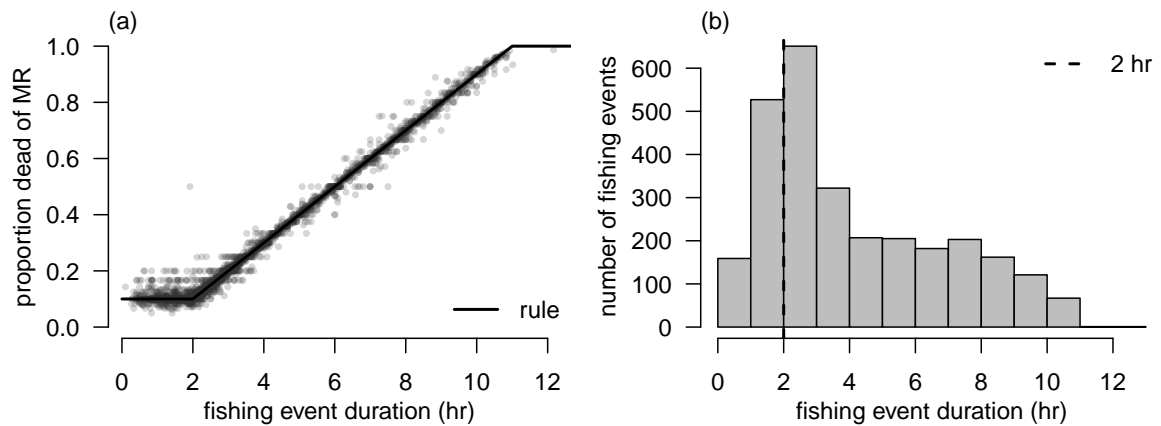 (a)
1.0
0.8
0.6
0.4
0.2
0.0
proportion dead of MR
rule
0 2 4 6 8 10 12
fishing event duration (hr)
(b)
600
500
400
300
200
100
0
number of fishing events
2 hr
0 2 4 6 8 10 12
fishing event duration (hr)